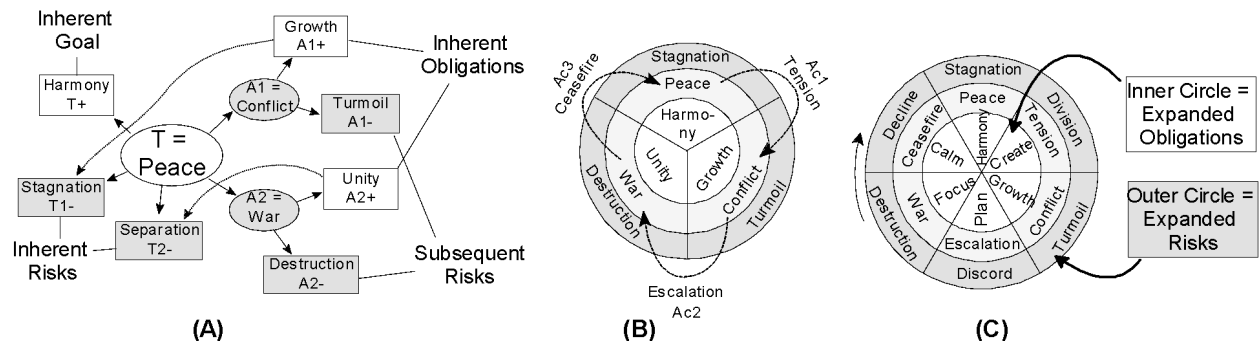 Inherent
Goal
Harmony
T+
T =
Peace
Stagnation
T1-
Separation
T2-
Inherent
Risks
Growth
A1+
A1 =
Conflict
Turmoil
A1-
A2 =
War
Unity
A2+
Destruction
A2-
Inherent
Obligations
Subsequent
Risks
(A)
Stagnation
Peace
Harmo-
ny
Unity
Growth
War
Conflict
Destruction
Turmoil
Ac3
Ceasefire
Ac1
Tension
Escalation
Ac2
(B)
Stagnation
Division
Turmoil
Discord
Destruction
Decline
Peace
Tension
Conflict
Escalation
War
Ceasefire
Harmony
Create
Growth
Plan
Focus
Calm
Inner Circle =
Expanded
Obligations
Outer Circle =
Expanded
Risks
(C)